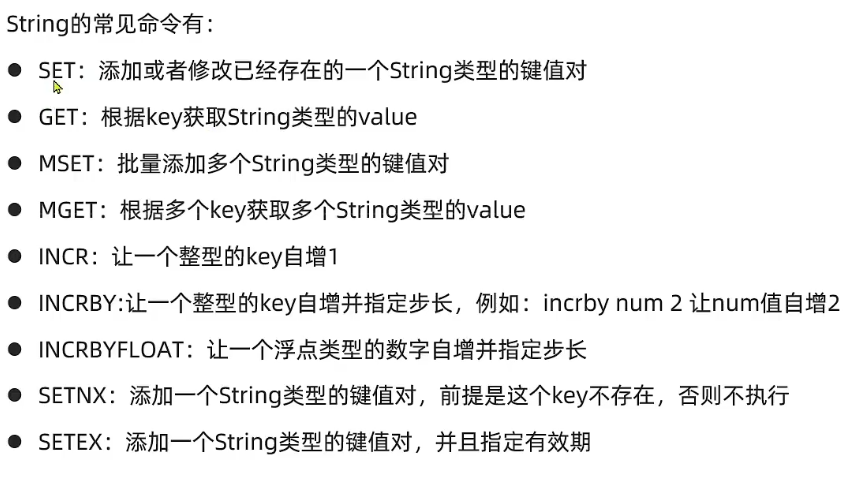 String的常见命令有：
● SET：添加或者修改已经存在的一个String类型的键值对
● GET：根据key获取String类型的value
● MSET：批量添加多个String类型的键值对
● MGET：根据多个key获取多个String类型的value
● INCR：让一个整型的key自增1
● INCRBY:让一个整型的key自增并指定步长，例如：incrby num 2 让num值自增2
● INCRBYFLOAT：让一个浮点类型的数字自增并指定步长
● SETNX：添加一个String类型的键值对，前提是这个key不存在，否则不执行
● SETEX：添加一个String类型的键值对，并且指定有效期